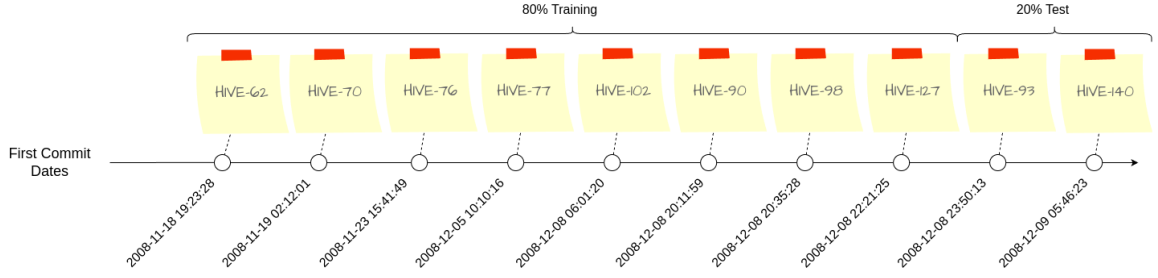 80% Training
20% Test
HIVE-62
HIVE-70
HIVE-76
HIVE-77
HIVE-102
HIVE-90
HIVE-98
HIVE-127
HIVE-93
HIVE-140
First Commit
Dates
2008-11-18 19:23:28
2008-11-19 02:12:01
2008-11-23 15:41:49
2008-12-05 10:10:16
2008-12-08 06:01:20
2008-12-08 20:11:59
2008-12-08 20:35:28
2008-12-08 22:21:25
2008-12-08 23:50:13
2008-12-09 05:46:23